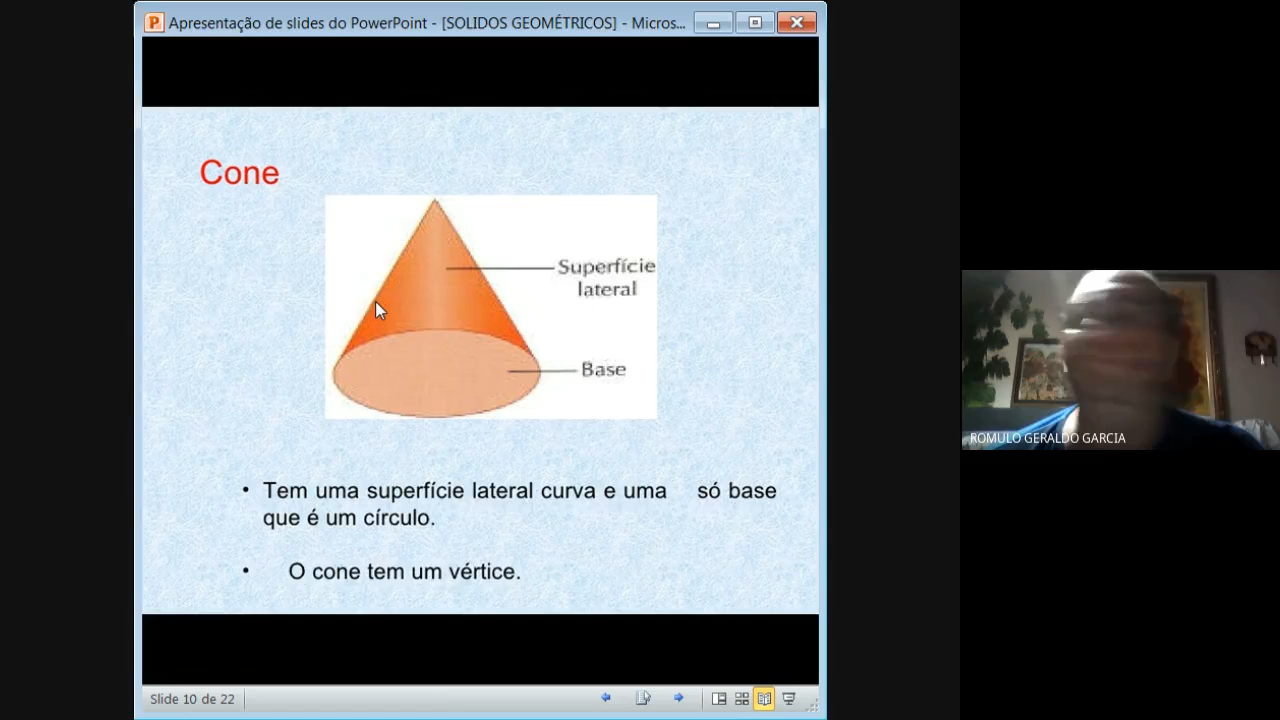 Apresentação de slides do PowerPoint - [SOLIDOS GEOMÉTRICOS] - Micros...
Cone
Superfície
lateral
Base
• Tem uma superfície lateral curva e uma só base
que é um círculo.
• O cone tem um vértice.
ROMULO GERALDO GARCIA
Slide 10 de 22